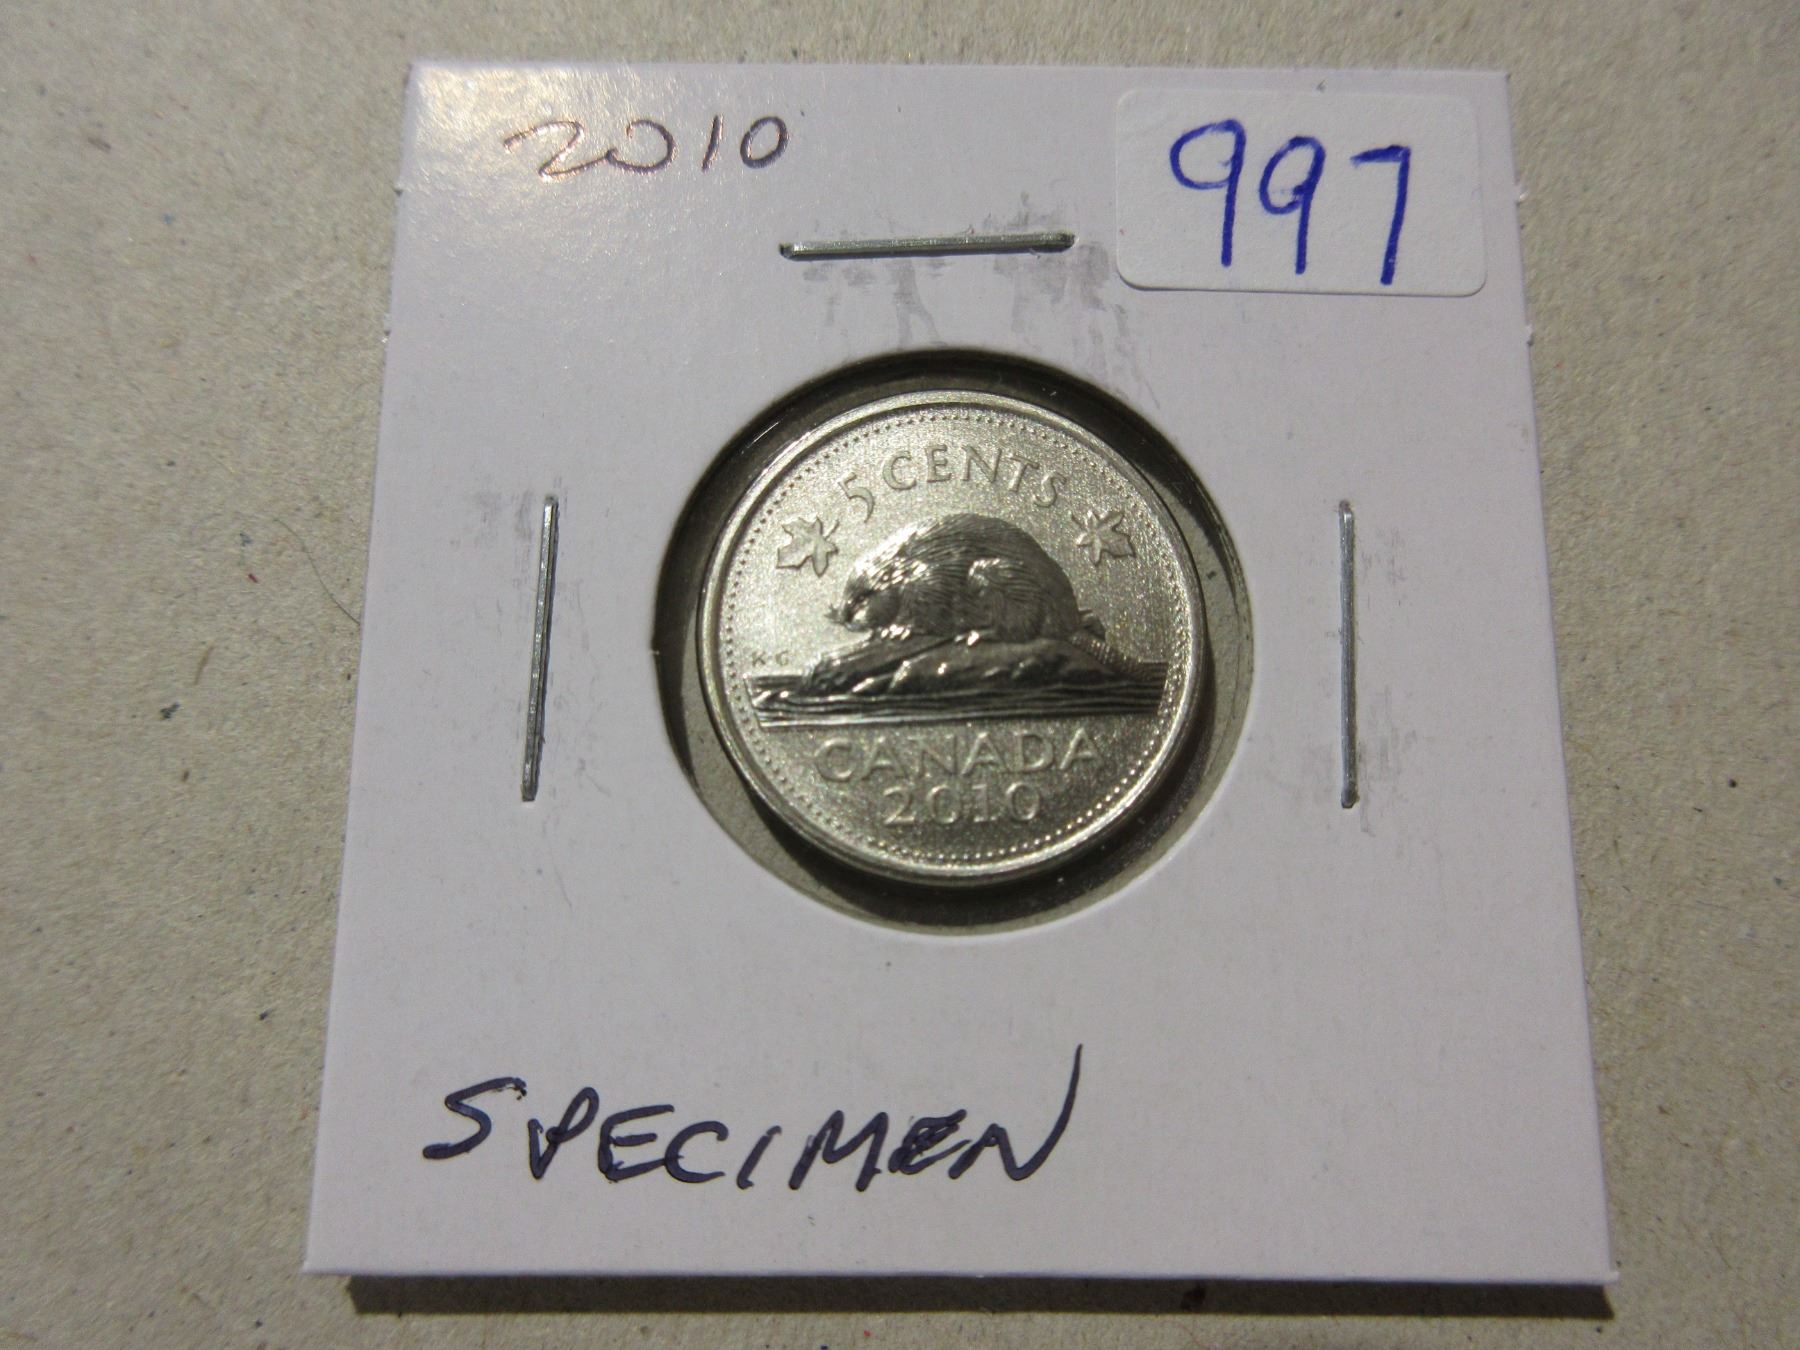 2010
997
5 CENTS
KG
CANADA
2010
SPECIMEN